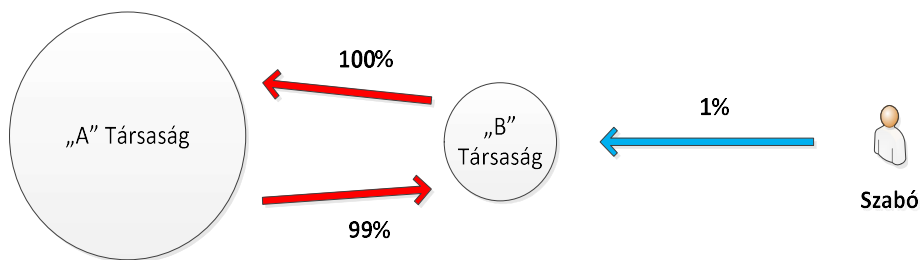 100%
„A” Társaság
„B”
Társaság
1%
99%
Szabó